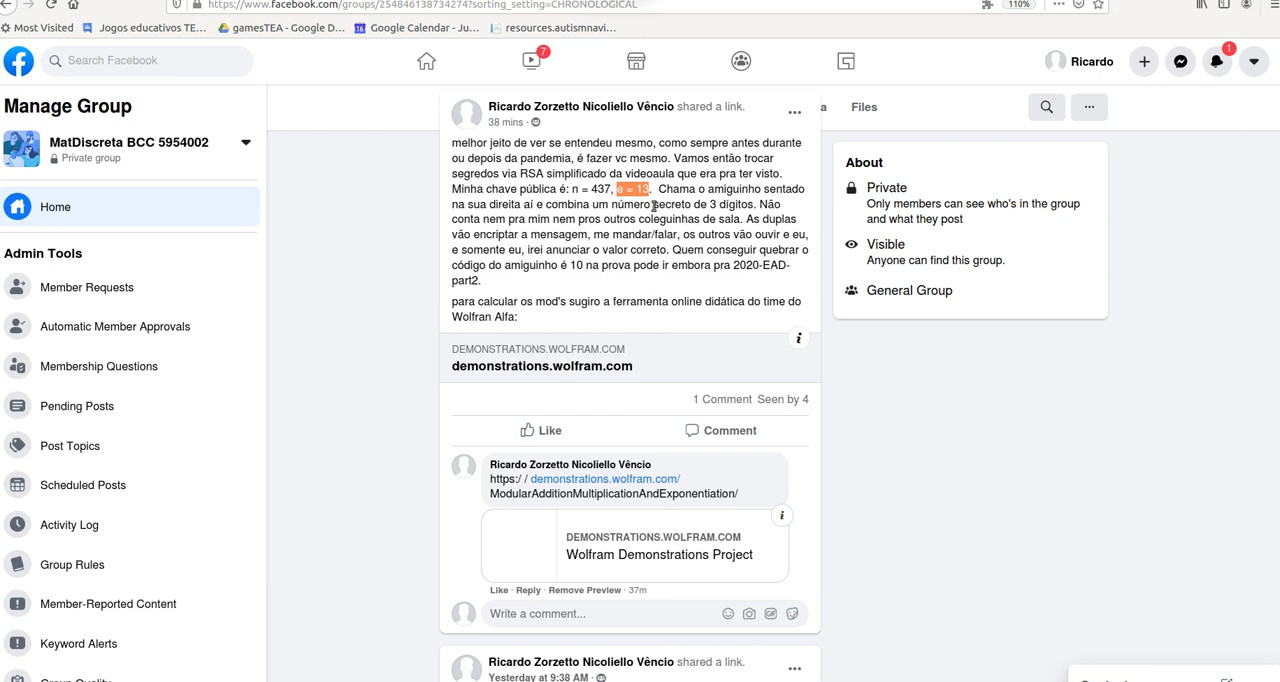 https://www.facebook.com/groups/254846138734274?sorting_setting=CHRONOLOGICAL
110%
Most Visited
Jogos educativos TE...
gamesTEA - Google D...
Google Calendar - Ju...
resources.autismnavi...
Search Facebook
7
Ricardo
1
Manage Group
MatDiscreta BCC 5954002
Private group
Home
Admin Tools
Member Requests
Automatic Member Approvals
Membership Questions
Pending Posts
Post Topics
Scheduled Posts
Activity Log
Group Rules
Member-Reported Content
Keyword Alerts
Ricardo Zorzetto Nicoliello Vêncio shared a link.
38 mins ·
melhor jeito de ver se entendeu mesmo, como sempre antes durante
ou depois da pandemia, é fazer vc mesmo. Vamos então trocar
segredos via RSA simplificado da videoaula que era pra ter visto.
Minha chave pública é: n = 437, e = 13. Chama o amiguinho sentado
na sua direita aí e combina um número secreto de 3 dígitos. Não
conta nem pra mim nem pros outros coleguinhas de sala. As duplas
vão encriptar a mensagem, me mandar/falar, os outros vão ouvir e eu,
e somente eu, irei anunciar o valor correto. Quem conseguir quebrar o
código do amiguinho é 10 na prova pode ir embora pra 2020-EAD-
part2.
para calcular os mod's sugiro a ferramenta online didática do time do
Wolfran Alfa:
DEMONSTRATIONS.WOLFRAM.COM
demonstrations.wolfram.com
1 Comment Seen by 4
Like
Comment
Ricardo Zorzetto Nicoliello Vêncio
https:/ / demonstrations.wolfram.com/
ModularAdditionMultiplicationAndExponentiation/
DEMONSTRATIONS.WOLFRAM.COM
Wolfram Demonstrations Project
Like · Reply · Remove Preview · 37m
Write a comment...
GIF
Ricardo Zorzetto Nicoliello Vêncio shared a link.
Yesterday at 9:38 AM ·
a
Files
About
Private
Only members can see who's in the group
and what they post
Visible
Anyone can find this group.
General Group